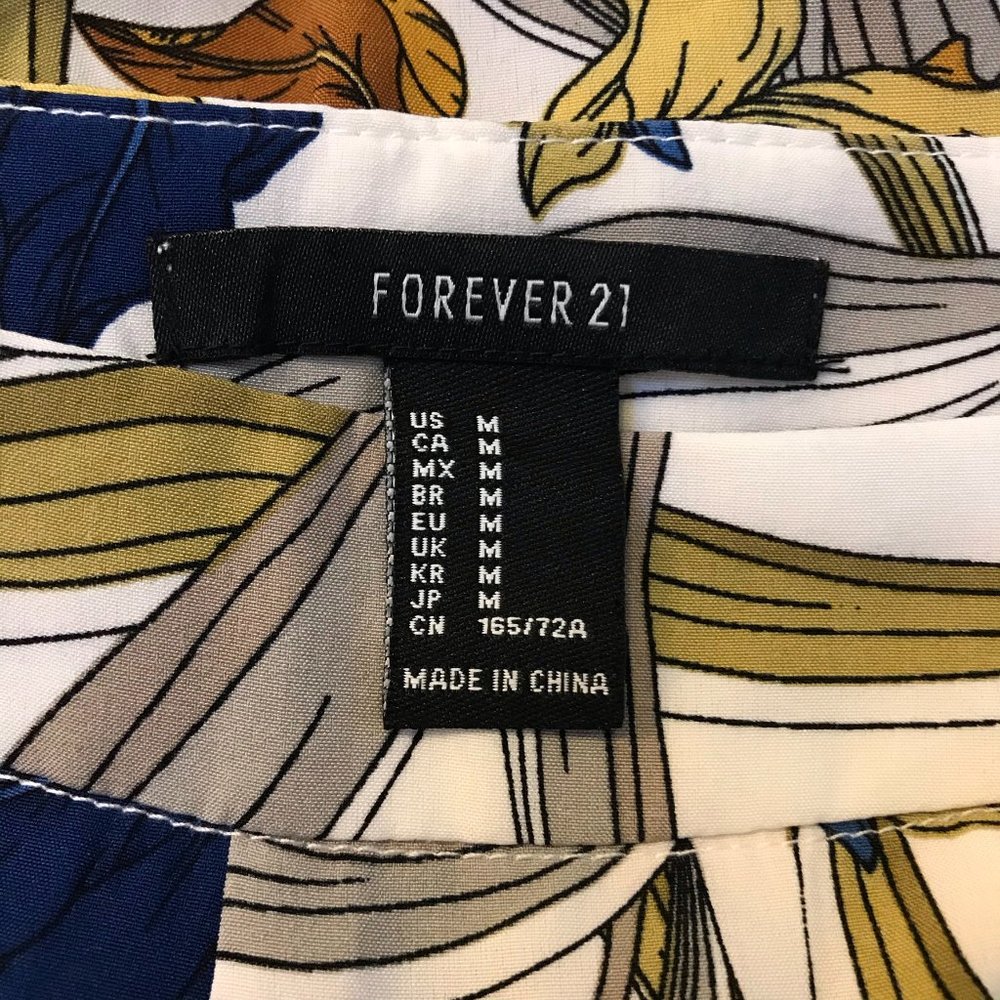 FOREVER 21
US M
CA M
MX M
BR M
EU M
UK M
KR M
JP M
CN 165/72A
MADE IN CHINA